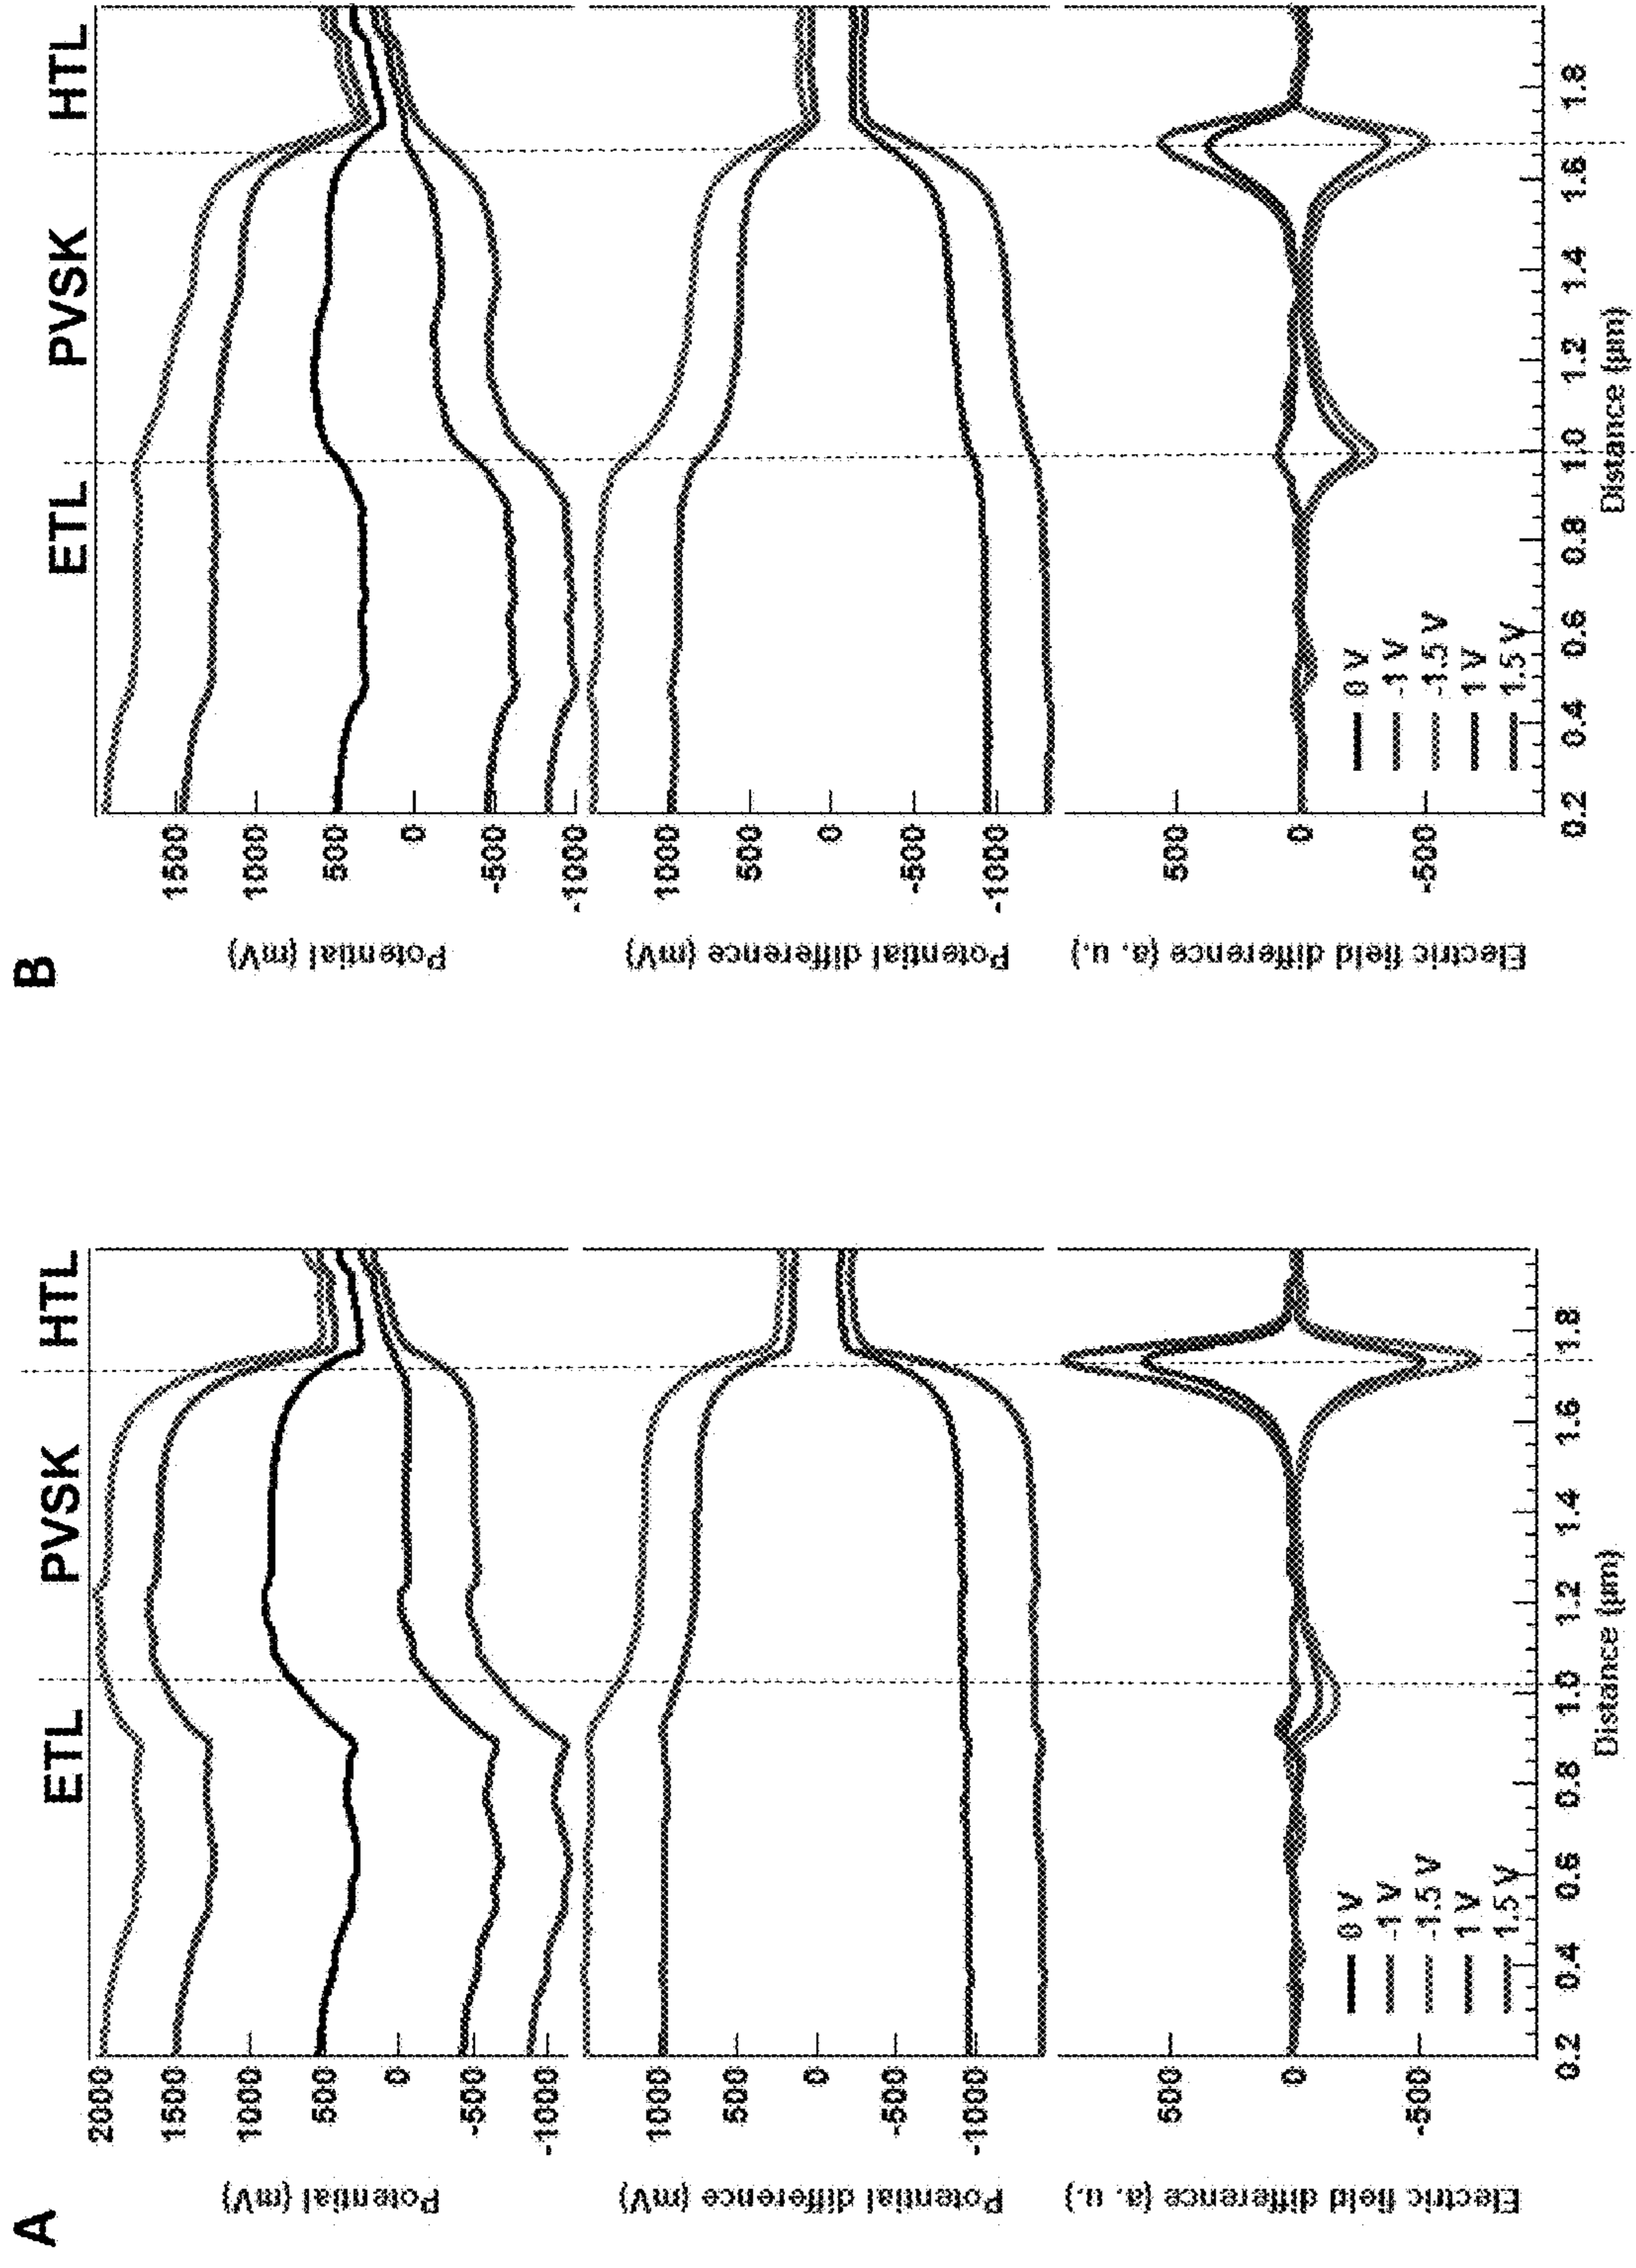 A
ETL PVSK HTL
Potential (mV)
2000
1500
1000
500
0
-500
-1000
Potential difference (mV)
1000
500
0
-500
-1000
Electric field difference (a. u.)
500
0
-500
0 V
-1 V
-1.5 V
1 V
1.5 V
0.2 0.4 0.6 0.8 1.0 1.2 1.4 1.6 1.8
Distance (µm)
B
ETL PVSK HTL
Potential (mV)
1500
1000
500
0
-500
-1000
Potential difference (mV)
1000
500
0
-500
-1000
Electric field difference (a. u.)
500
0
-500
0 V
-1 V
-1.5 V
1 V
1.5 V
0.2 0.4 0.6 0.8 1.0 1.2 1.4 1.6 1.8
Distance (µm)